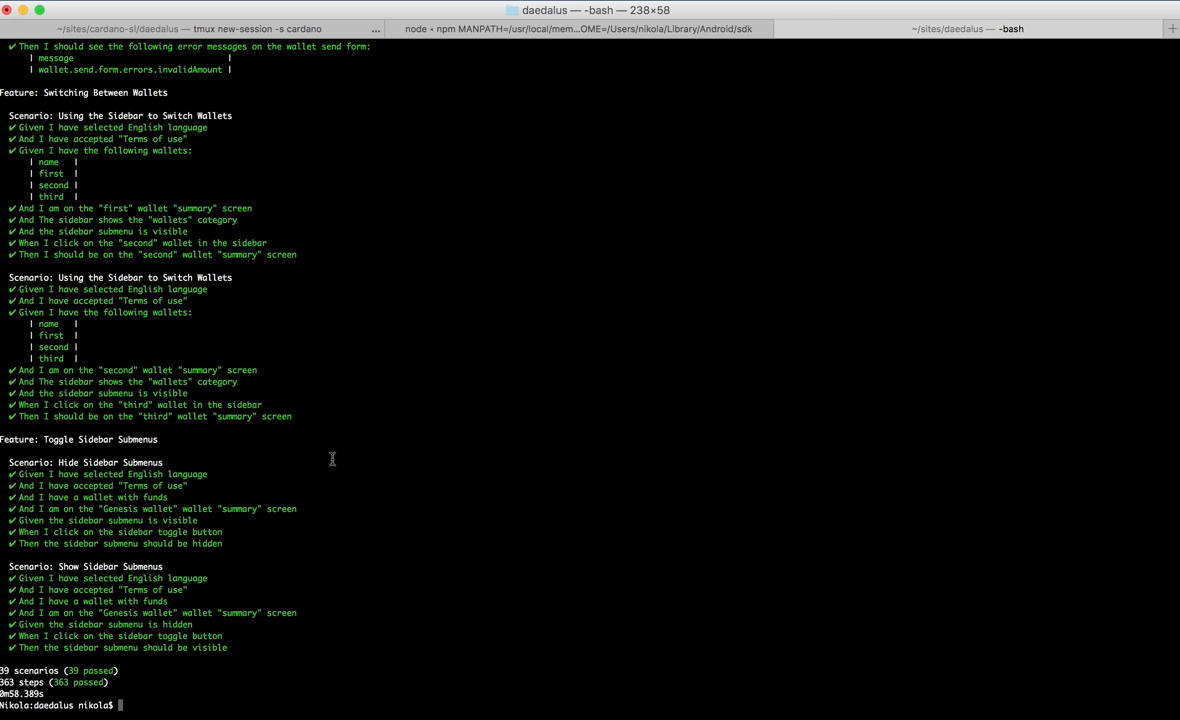 daedalus — -bash — 238×58
~/sites/cardano-sl/daedalus — tmux new-session -s cardano ...
node • npm MANPATH=/usr/local/mem...OME=/Users/nikola/Library/Android/sdk
~/sites/daedalus — -bash
✔ Then I should see the following error messages on the wallet send form:
| message |
| wallet.send.form.errors.invalidAmount |
Feature: Switching Between Wallets
Scenario: Using the Sidebar to Switch Wallets
✔ Given I have selected English language
✔ And I have accepted "Terms of use"
✔ Given I have the following wallets:
| name |
| first |
| second |
| third |
✔ And I am on the "first" wallet "summary" screen
✔ And The sidebar shows the "wallets" category
✔ And the sidebar submenu is visible
✔ When I click on the "second" wallet in the sidebar
✔ Then I should be on the "second" wallet "summary" screen
Scenario: Using the Sidebar to Switch Wallets
✔ Given I have selected English language
✔ And I have accepted "Terms of use"
✔ Given I have the following wallets:
| name |
| first |
| second |
| third |
✔ And I am on the "second" wallet "summary" screen
✔ And The sidebar shows the "wallets" category
✔ And the sidebar submenu is visible
✔ When I click on the "third" wallet in the sidebar
✔ Then I should be on the "third" wallet "summary" screen
Feature: Toggle Sidebar Submenus
Scenario: Hide Sidebar Submenus
✔ Given I have selected English language
✔ And I have accepted "Terms of use"
✔ And I have a wallet with funds
✔ And I am on the "Genesis wallet" wallet "summary" screen
✔ Given the sidebar submenu is visible
✔ When I click on the sidebar toggle button
✔ Then the sidebar submenu should be hidden
Scenario: Show Sidebar Submenus
✔ Given I have selected English language
✔ And I have accepted "Terms of use"
✔ And I have a wallet with funds
✔ And I am on the "Genesis wallet" wallet "summary" screen
✔ Given the sidebar submenu is hidden
✔ When I click on the sidebar toggle button
✔ Then the sidebar submenu should be visible
39 scenarios (39 passed)
363 steps (363 passed)
0m58.389s
Nikola:daedalus nikola$